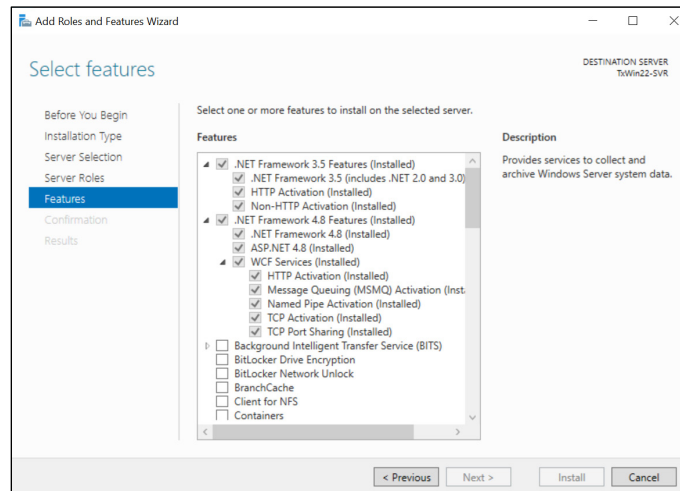 Add Roles and Features Wizard
Select features
DESTINATION SERVER
TxWin22-SVR
Before You Begin
Installation Type
Server Selection
Server Roles
Features
Confirmation
Results
Select one or more features to install on the selected server.
Features
.NET Framework 3.5 Features (Installed)
.NET Framework 3.5 (includes .NET 2.0 and 3.0)
HTTP Activation (Installed)
Non-HTTP Activation (Installed)
.NET Framework 4.8 Features (Installed)
.NET Framework 4.8 (Installed)
ASP.NET 4.8 (Installed)
WCF Services (Installed)
HTTP Activation (Installed)
Message Queuing (MSMQ) Activation (Inst
Named Pipe Activation (Installed)
TCP Activation (Installed)
TCP Port Sharing (Installed)
Background Intelligent Transfer Service (BITS)
BitLocker Drive Encryption
BitLocker Network Unlock
BranchCache
Client for NFS
Containers
Description
Provides services to collect and
archive Windows Server system data.
< Previous
Next >
Install
Cancel